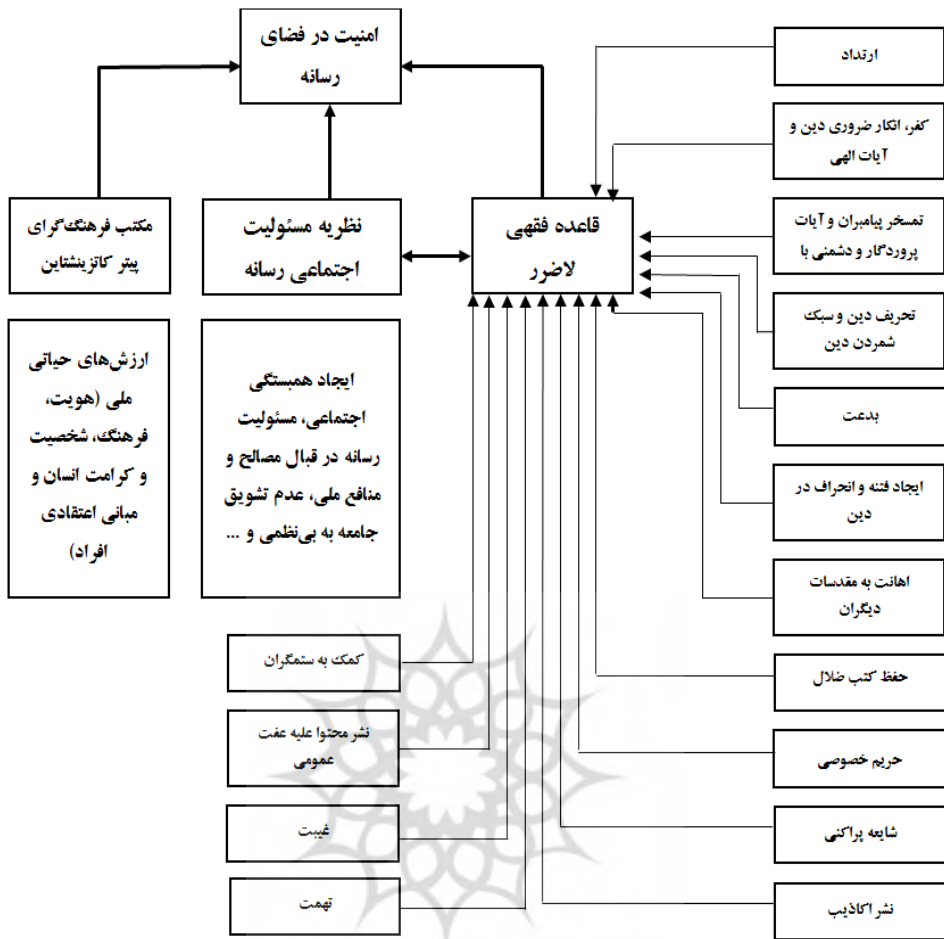 امنیت در فضای
رسانه
قاعده فقهی
لاضرر
نظریه مسئولیت
اجتماعی رسانه
مکتب فرهنگ‌گرای
پیتر کاتزینشتاین
ایجاد همبستگی
اجتماعی، مسئولیت
رسانه در قبال مصالح و
منافع ملی، عدم تشویق
جامعه به بی‌نظمی و ...
ارزش‌های حیاتی
ملی (هویت،
فرهنگ، شخصیت
و کرامت انسان و
مبانی اعتقادی
افراد)
ارتداد
کفر، انکار ضروری دین و
آیات الهی
تمسخر پیامبران و آیات
پروردگار و دشمنی با
تحریف دین و سبک
شمردن دین
بدعت
ایجاد فتنه و انحراف در
دین
اهانت به مقدسات
دیگران
حفظ کتب ضلال
حریم خصوصی
شایعه پراکنی
نشر اکاذیب
کمک به ستمگران
نشر محتوا علیه عفت
عمومی
غیبت
تهمت